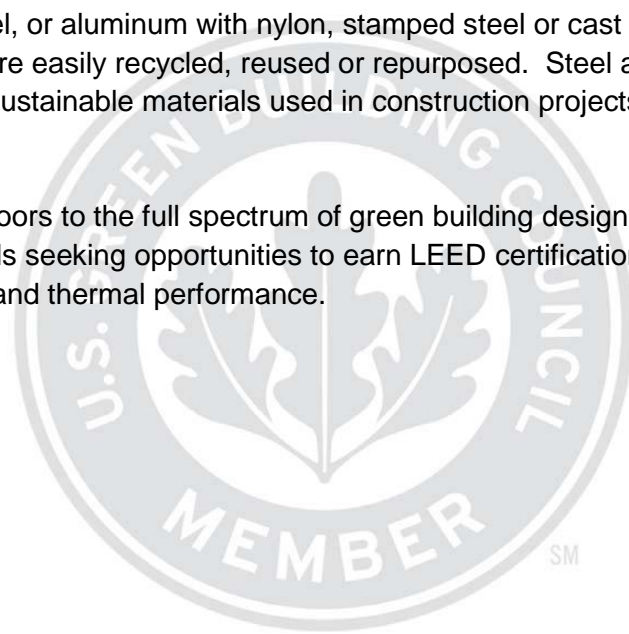 el, or aluminum with nylon, stamped steel or cast
re easily recycled, reused or repurposed. Steel a
ustainable materials used in construction projects
oors to the full spectrum of green building design
ls seeking opportunities to earn LEED certification
and thermal performance.
U.S. GREEN BUILDING COUNCIL
MEMBER
SM